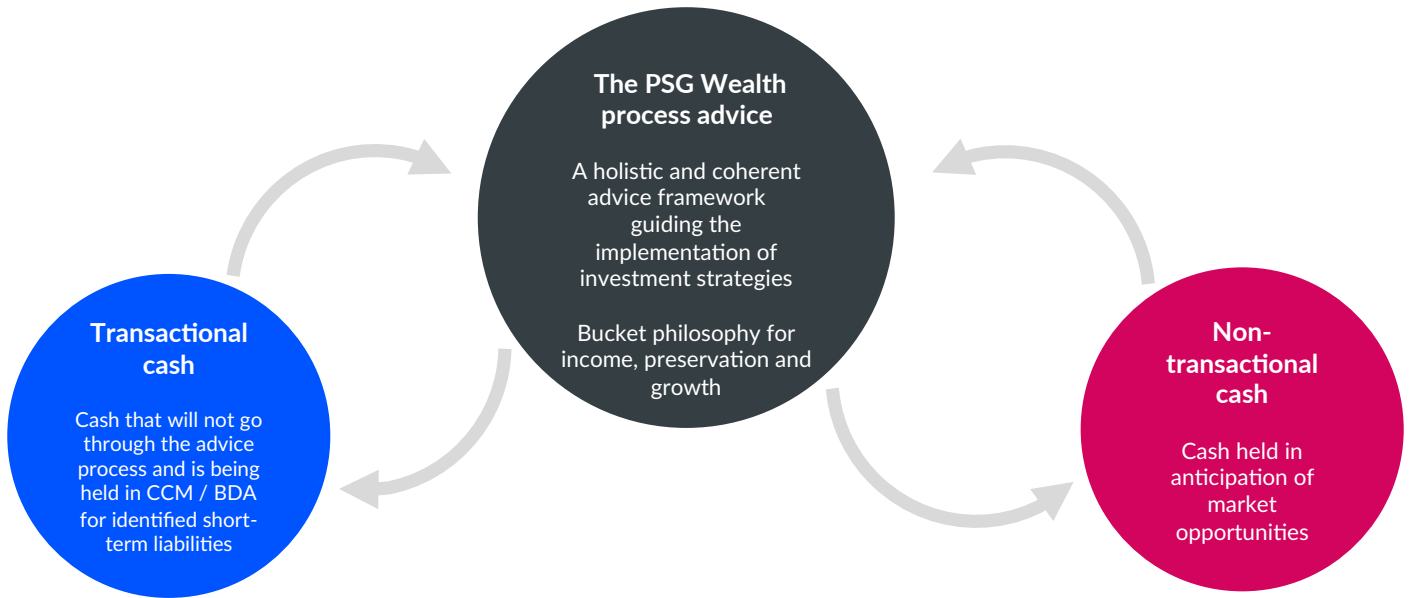 The PSG Wealth
process advice
A holistic and coherent
advice framework
guiding the
implementation of
investment strategies
Bucket philosophy for
income, preservation and
growth
Transactional
cash
Cash that will not go
through the advice
process and is being
held in CCM / BDA
for identified short-
term liabilities
Non-
transactional
cash
Cash held in
anticipation of
market
opportunities